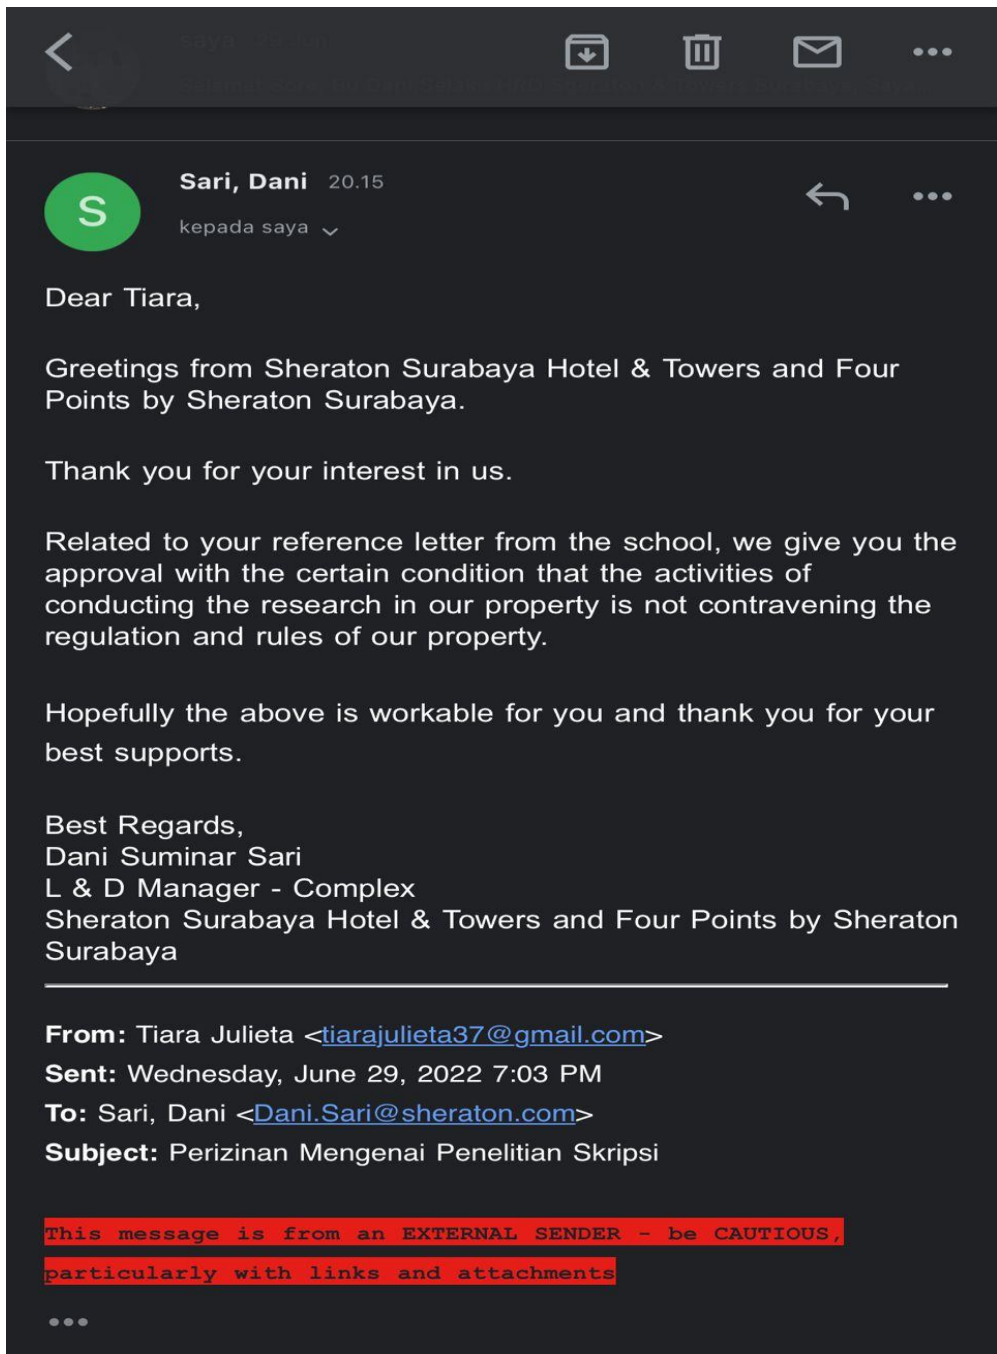 saya
S
Sari, Dani 20.15
kepada saya
Dear Tiara,
Greetings from Sheraton Surabaya Hotel & Towers and Four
Points by Sheraton Surabaya.
Thank you for your interest in us.
Related to your reference letter from the school, we give you the
approval with the certain condition that the activities of
conducting the research in our property is not contravening the
regulation and rules of our property.
Hopefully the above is workable for you and thank you for your
best supports.
Best Regards,
Dani Suminar Sari
L & D Manager - Complex
Sheraton Surabaya Hotel & Towers and Four Points by Sheraton
Surabaya
From: Tiara Julieta <tiarajulieta37@gmail.com>
Sent: Wednesday, June 29, 2022 7:03 PM
To: Sari, Dani <Dani.Sari@sheraton.com>
Subject: Perizinan Mengenai Penelitian Skripsi
This message is from an EXTERNAL SENDER - be CAUTIOUS,
particularly with links and attachments